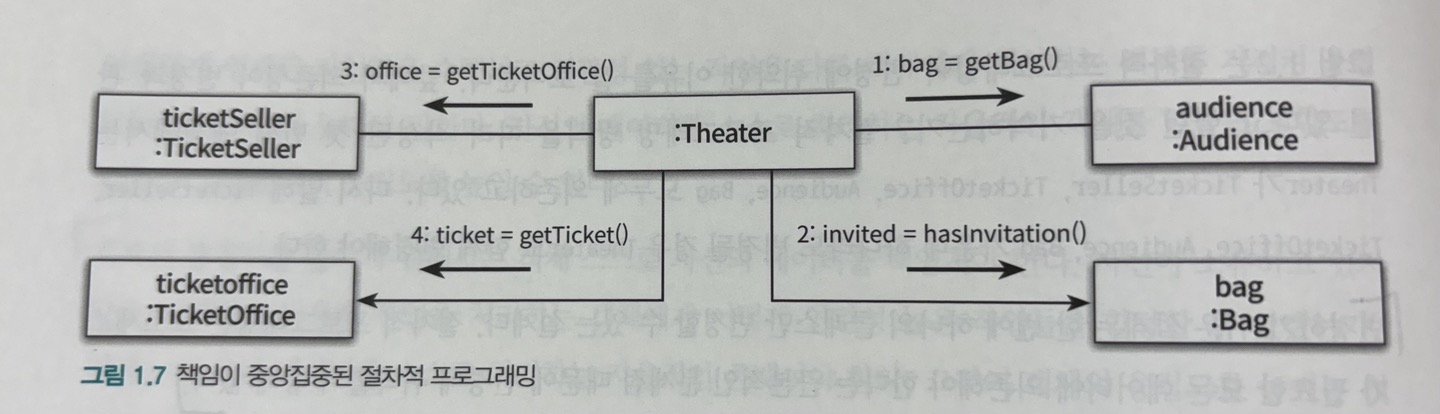 3: office = getTicketOffice()
1: bag = getBag()
ticketSeller
:TicketSeller
:Theater
audience
:Audience
4: ticket = getTicket()
2: invited = hasInvitation()
ticketoffice
:TicketOffice
bag
:Bag
그림 1.7 책임이 중앙집중된 절차적 프로그래밍